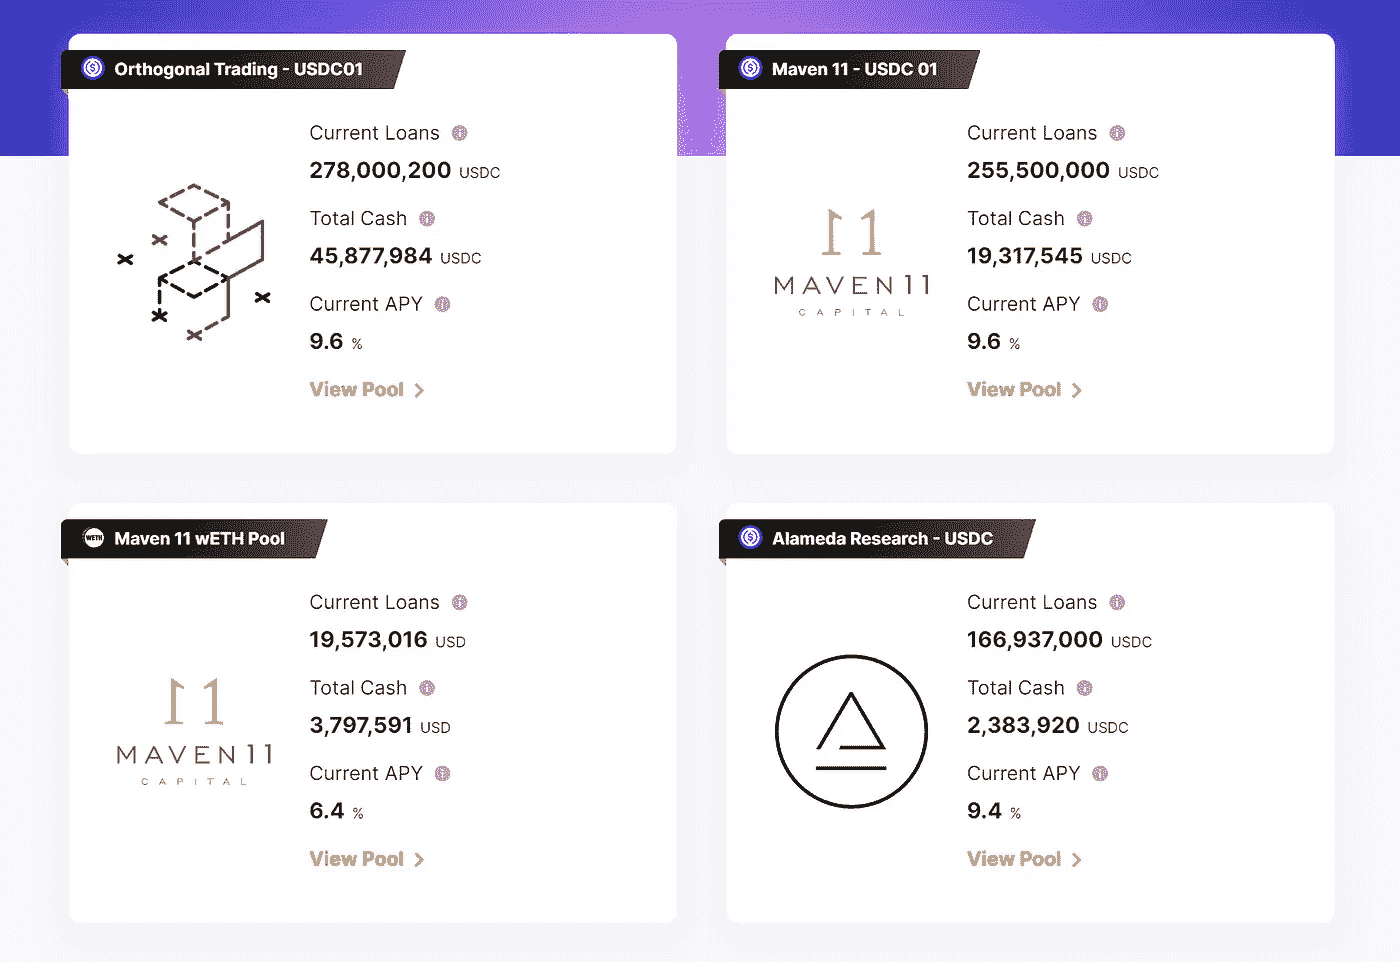 Orthogonal Trading - USDC01
Current Loans
278,000,200 USDC
Total Cash
45,877,984 USDC
Current APY
9.6 %
View Pool
Maven 11 - USDC 01
11
MAVEN 11
CAPITAL
Current Loans
255,500,000 USDC
Total Cash
19,317,545 USDC
Current APY
9.6 %
View Pool
WETH Maven 11 wETH Pool
11
MAVEN 11
CAPITAL
Current Loans
19,573,016 USD
Total Cash
3,797,591 USD
Current APY
6.4 %
View Pool
Alameda Research - USDC
Current Loans
166,937,000 USDC
Total Cash
2,383,920 USDC
Current APY
9.4 %
View Pool